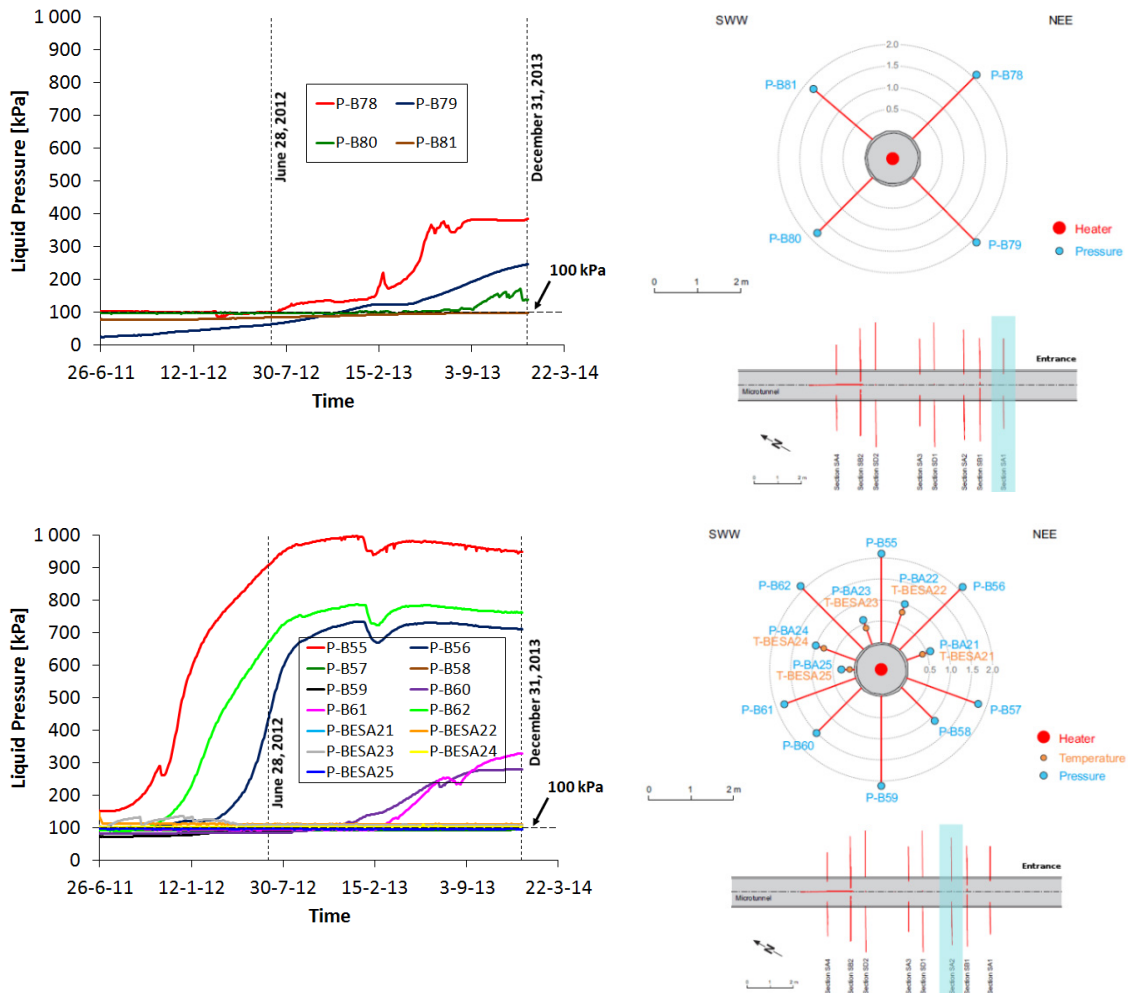 1 000
900
800
700
600
500
400
300
200
100
0
Liquid Pressure [kPa]
P-B78
P-B79
P-B80
P-B81
June 28, 2012
December 31, 2013
100 kPa
26-6-11
12-1-12
30-7-12
15-2-13
3-9-13
22-3-14
Time
SWW
NEE
2.0
1.5
1.0
0.5
P-B81
P-B78
P-B80
P-B79
Heater
Pressure
0 1 2 m
Entrance
Microtunnel
N
Section SA4
Section SB2
Section SD2
Section SA3
Section SD1
Section SA2
Section SB1
Section SA1
0 1 2 m
1 000
900
800
700
600
500
400
300
200
100
0
Liquid Pressure [kPa]
P-B55
P-B56
P-B57
P-B58
P-B59
P-B60
P-B61
P-B62
P-BESA21
P-BESA22
P-BESA23
P-BESA24
P-BESA25
June 28, 2012
December 31, 2013
100 kPa
26-6-11
12-1-12
30-7-12
15-2-13
3-9-13
22-3-14
Time
SWW
NEE
P-B55
P-B62
P-BA23
T-BESA23
P-BA22
T-BESA22
P-B56
P-BA24
T-BESA24
P-BA21
T-BESA21
P-BA25
T-BESA25
0.5 1.0 1.5 2.0
P-B61
P-B57
P-B60
P-B58
P-B59
Heater
Temperature
Pressure
0 1 2 m
Entrance
Microtunnel
N
Section SA4
Section SB2
Section SD2
Section SA3
Section SD1
Section SA2
Section SB1
Section SA1
0 1 2 m